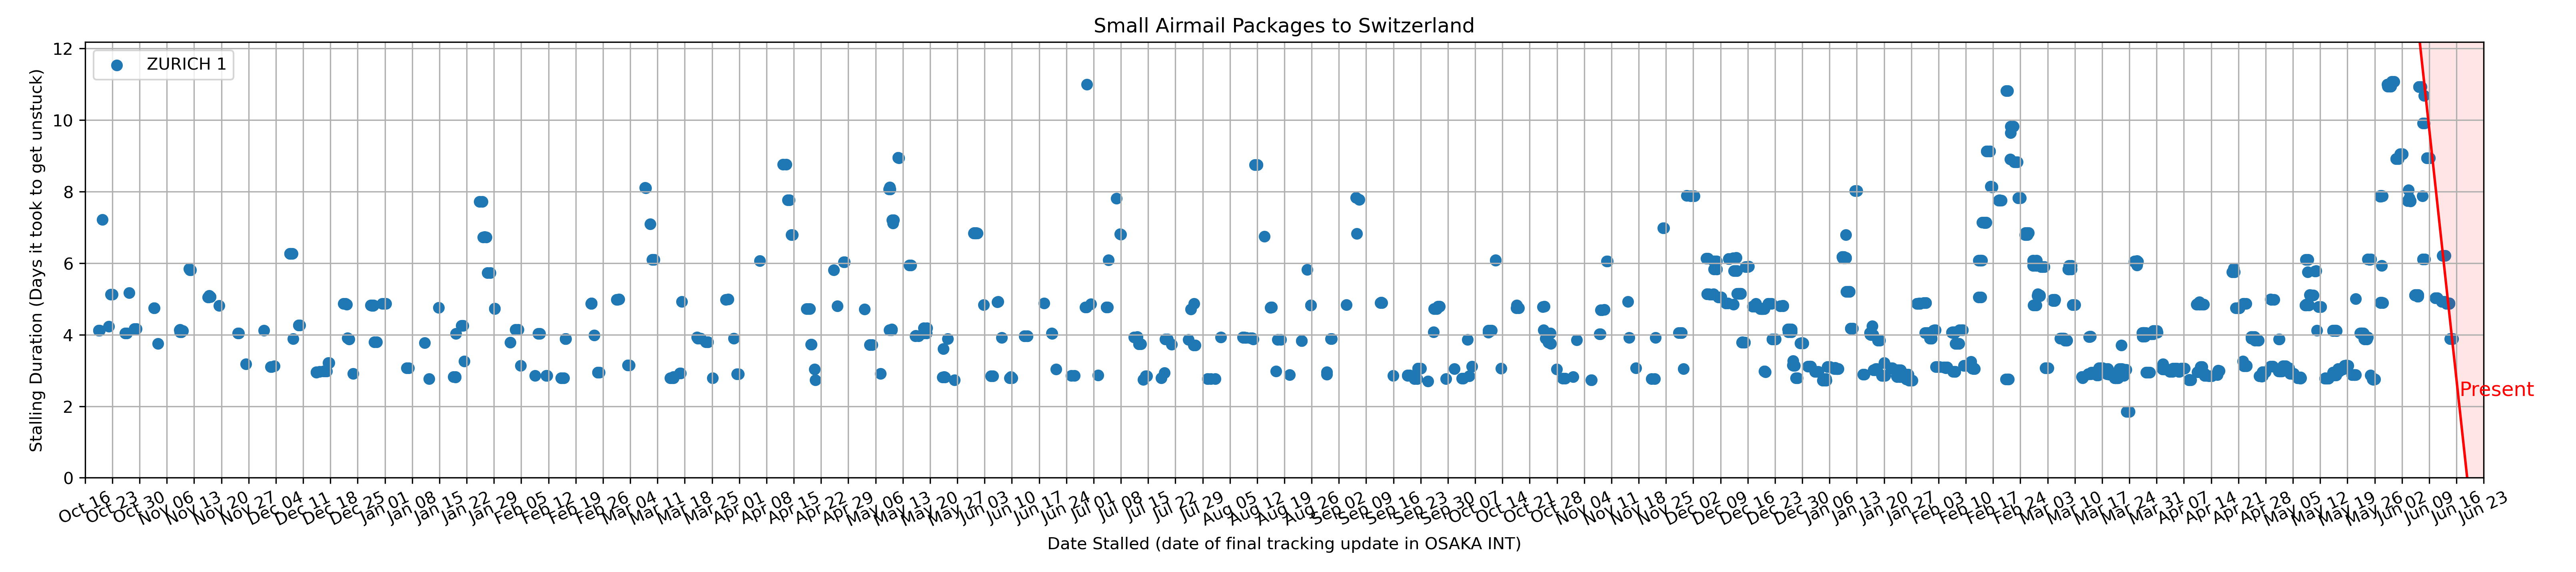 Small Airmail Packages to Switzerland
ZURICH 1
Stalling Duration (Days it took to get unstuck)
12
10
8
6
4
2
0
Present
Oct 16
Oct 23
Oct 30
Nov 06
Nov 13
Nov 20
Nov 27
Dec 04
Dec 11
Dec 18
Dec 25
Jan 01
Jan 08
Jan 15
Jan 22
Jan 29
Feb 05
Feb 12
Feb 19
Feb 26
Mar 04
Mar 11
Mar 18
Mar 25
Apr 01
Apr 08
Apr 15
Apr 22
Apr 29
May 06
May 13
May 20
May 27
Jun 03
Jun 10
Jun 17
Jun 24
Jul 01
Jul 08
Jul 15
Jul 22
Jul 29
Aug 05
Aug 12
Aug 19
Aug 26
Sep 02
Sep 09
Sep 16
Sep 23
Sep 30
Oct 07
Oct 14
Oct 21
Oct 28
Nov 04
Nov 11
Nov 18
Nov 25
Dec 02
Dec 09
Dec 16
Dec 23
Dec 30
Jan 06
Jan 13
Jan 20
Jan 27
Feb 03
Feb 10
Feb 17
Feb 24
Mar 03
Mar 10
Mar 17
Mar 24
Mar 31
Apr 07
Apr 14
Apr 21
Apr 28
May 05
May 12
May 19
May 26
Jun 02
Jun 09
Jun 16
Jun 23
Date Stalled (date of final tracking update in OSAKA INT)